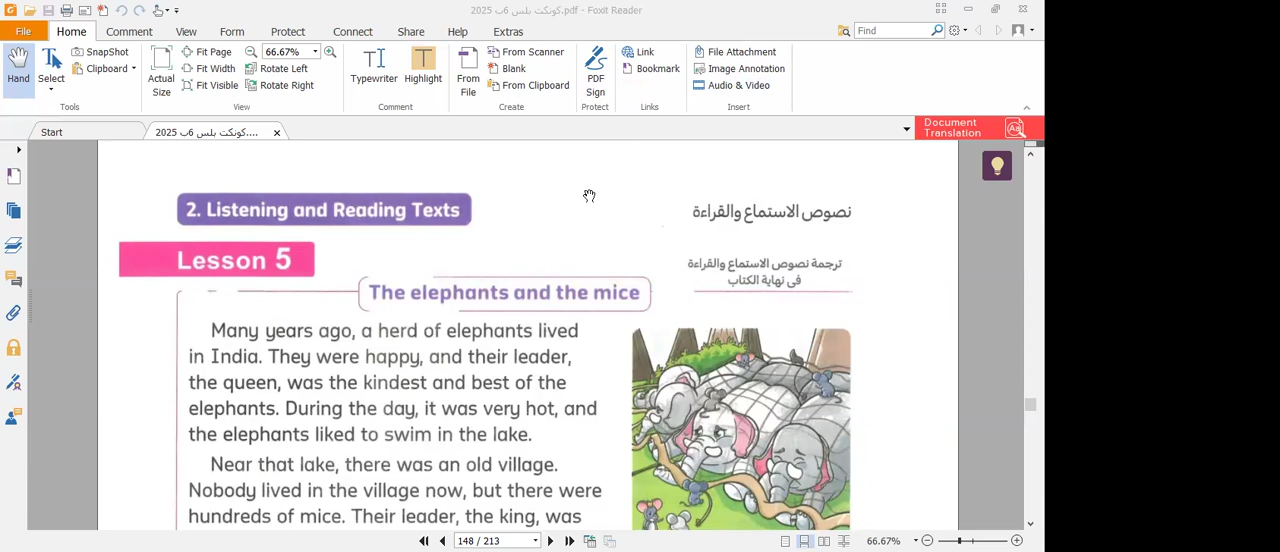 كونكت بلس 6ب 2025.pdf - Foxit Reader
File Home Comment View Form Protect Connect Share Help Extras
Find
Hand
Select
SnapShot
Clipboard
Tools
Actual Size
Fit Page
Fit Width
Fit Visible
66.67%
Rotate Left
Rotate Right
View
Typewriter
Highlight
Comment
From File
From Scanner
Blank
From Clipboard
Create
PDF Sign
Protect
Link
Bookmark
Links
File Attachment
Image Annotation
Audio & Video
Insert
Start
كونكت بلس 6ب 2025....
Document Translation
2. Listening and Reading Texts
نصوص الاستماع والقراءة
Lesson 5
ترجمة نصوص الاستماع والقراءة
فى نهاية الكتاب
The elephants and the mice
Many years ago, a herd of elephants lived
in India. They were happy, and their leader,
the queen, was the kindest and best of the
elephants. During the day, it was very hot, and
the elephants liked to swim in the lake.
Near that lake, there was an old village.
Nobody lived in the village now, but there were
hundreds of mice. Their leader, the king, was
148 / 213
66.67%